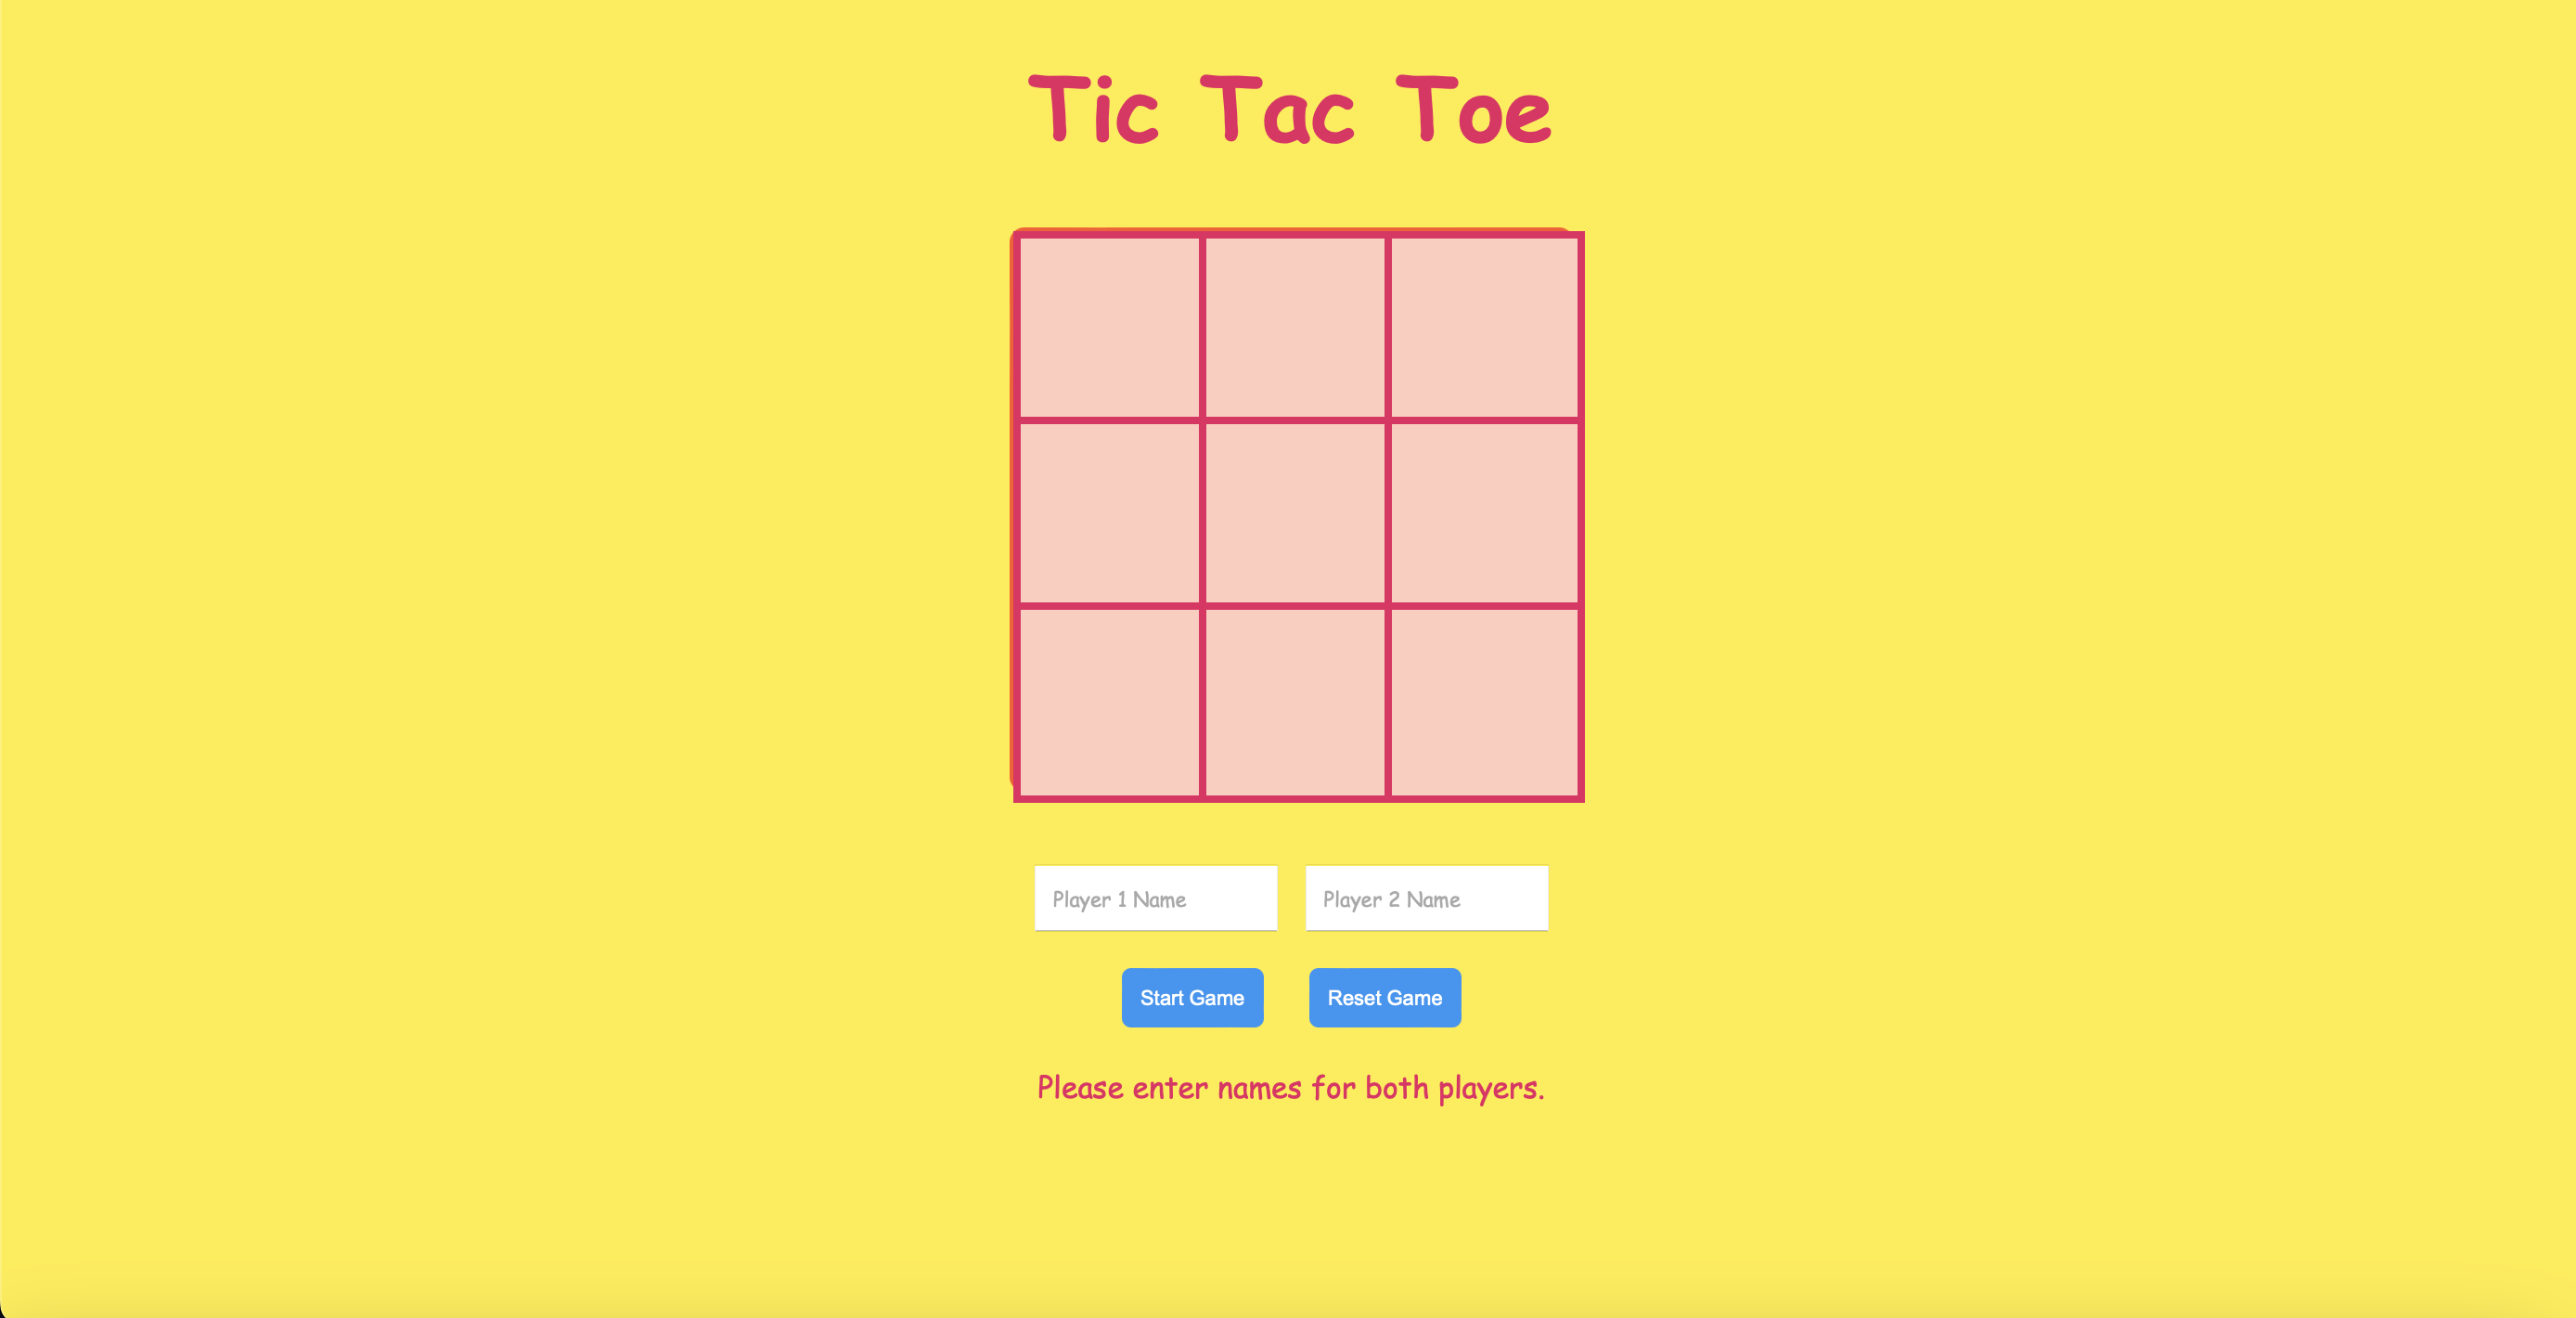 Tic Tac Toe
Player 1 Name Player 2 Name
Start Game Reset Game
Please enter names for both players.